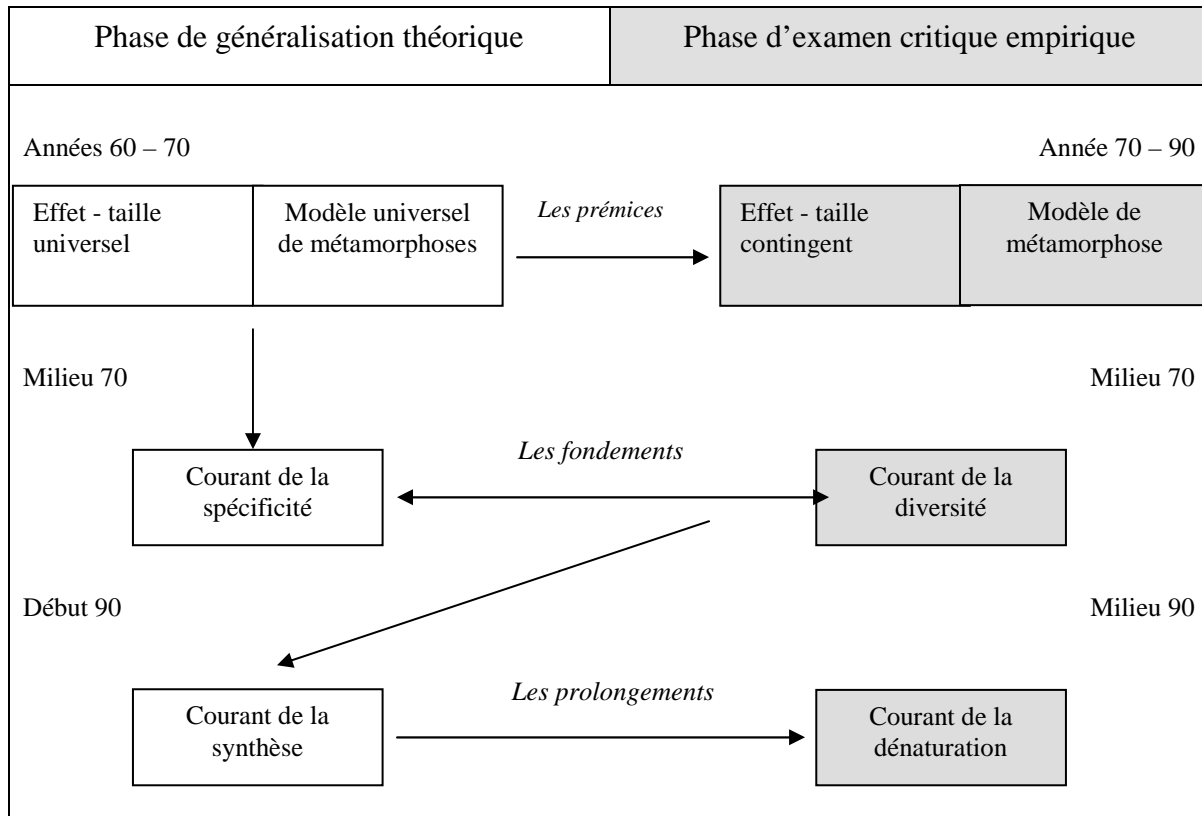 Phase de généralisation théorique
Phase d’examen critique empirique
Années 60 – 70
Année 70 – 90
Effet - taille
universel
Modèle universel
de métamorphoses
Les prémices
Effet - taille
contingent
Modèle de
métamorphose
Milieu 70
Milieu 70
Courant de la
spécificité
Les fondements
Courant de la
diversité
Début 90
Milieu 90
Courant de la
synthèse
Les prolongements
Courant de la
dénaturation